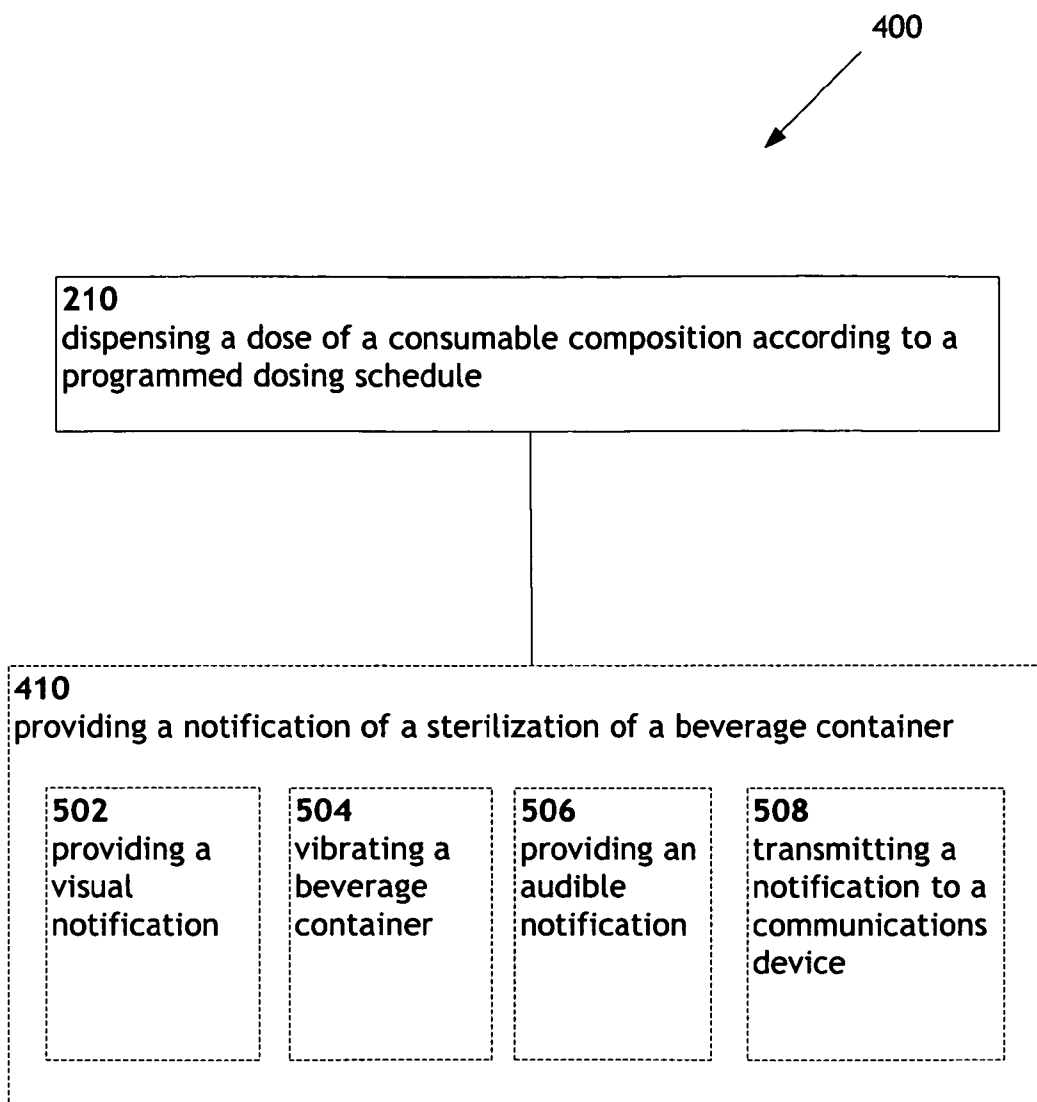 400
210
dispensing a dose of a consumable composition according to a
programmed dosing schedule
410
providing a notification of a sterilization of a beverage container
502
providing a
visual
notification
504
vibrating a
beverage
container
506
providing an
audible
notification
508
transmitting a
notification to a
communications
device